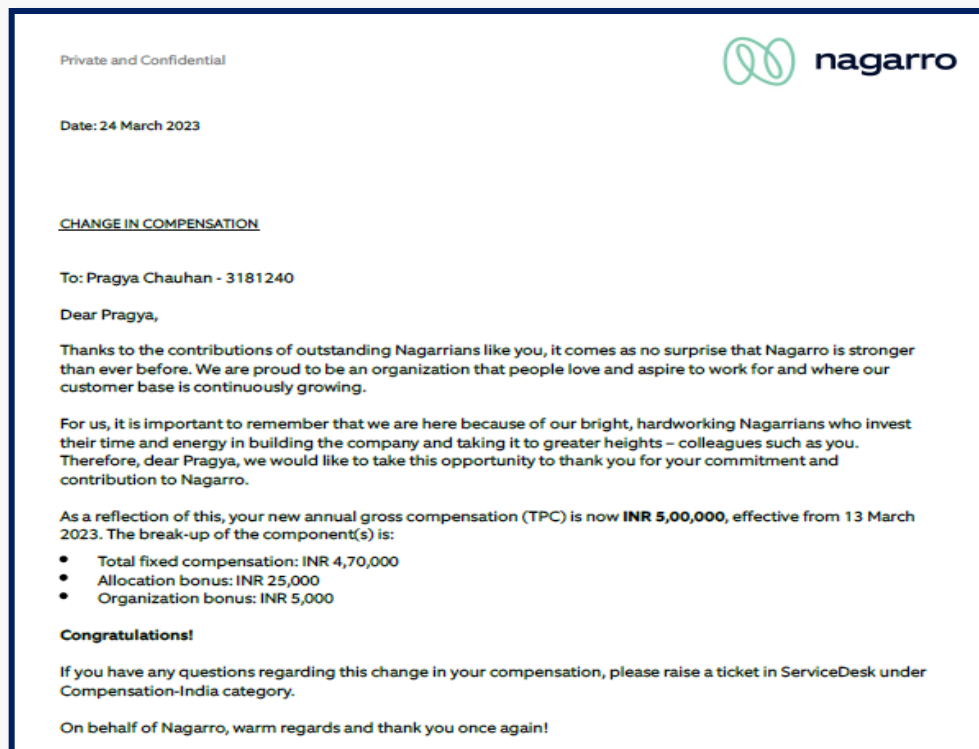 Private and Confidential
nagarro
Date: 24 March 2023
CHANGE IN COMPENSATION
To: Pragya Chauhan - 3181240
Dear Pragya,
Thanks to the contributions of outstanding Nagarrians like you, it comes as no surprise that Nagarro is stronger
than ever before. We are proud to be an organization that people love and aspire to work for and where our
customer base is continuously growing.
For us, it is important to remember that we are here because of our bright, hardworking Nagarrians who invest
their time and energy in building the company and taking it to greater heights – colleagues such as you.
Therefore, dear Pragya, we would like to take this opportunity to thank you for your commitment and
contribution to Nagarro.
As a reflection of this, your new annual gross compensation (TPC) is now INR 5,00,000, effective from 13 March
2023. The break-up of the component(s) is:
• Total fixed compensation: INR 4,70,000
• Allocation bonus: INR 25,000
• Organization bonus: INR 5,000
Congratulations!
If you have any questions regarding this change in your compensation, please raise a ticket in ServiceDesk under
Compensation-India category.
On behalf of Nagarro, warm regards and thank you once again!